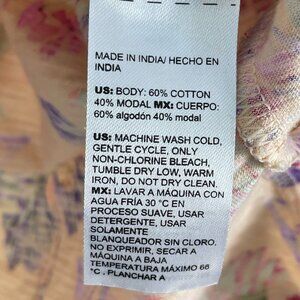 MADE IN INDIA/ HECHO EN
INDIA
US: BODY: 60% COTTON
40% MODAL MX: CUERPO:
60% algodón 40% modal
US: MACHINE WASH COLD,
GENTLE CYCLE, ONLY
NON-CHLORINE BLEACH,
TUMBLE DRY LOW, WARM
IRON, DO NOT DRY CLEAN.
MX: LAVAR A MÁQUINA CON
AGUA FRÍA 30 °C EN
PROCESO SUAVE, USAR
DETERGENTE, USAR
SOLAMENTE
BLANQUEADOR SIN CLORO.
NO EXPRIMIR, SECAR A
MÁQUINA A BAJA
TEMPERATURA MÁXIMO 66
°C , PLANCHAR A